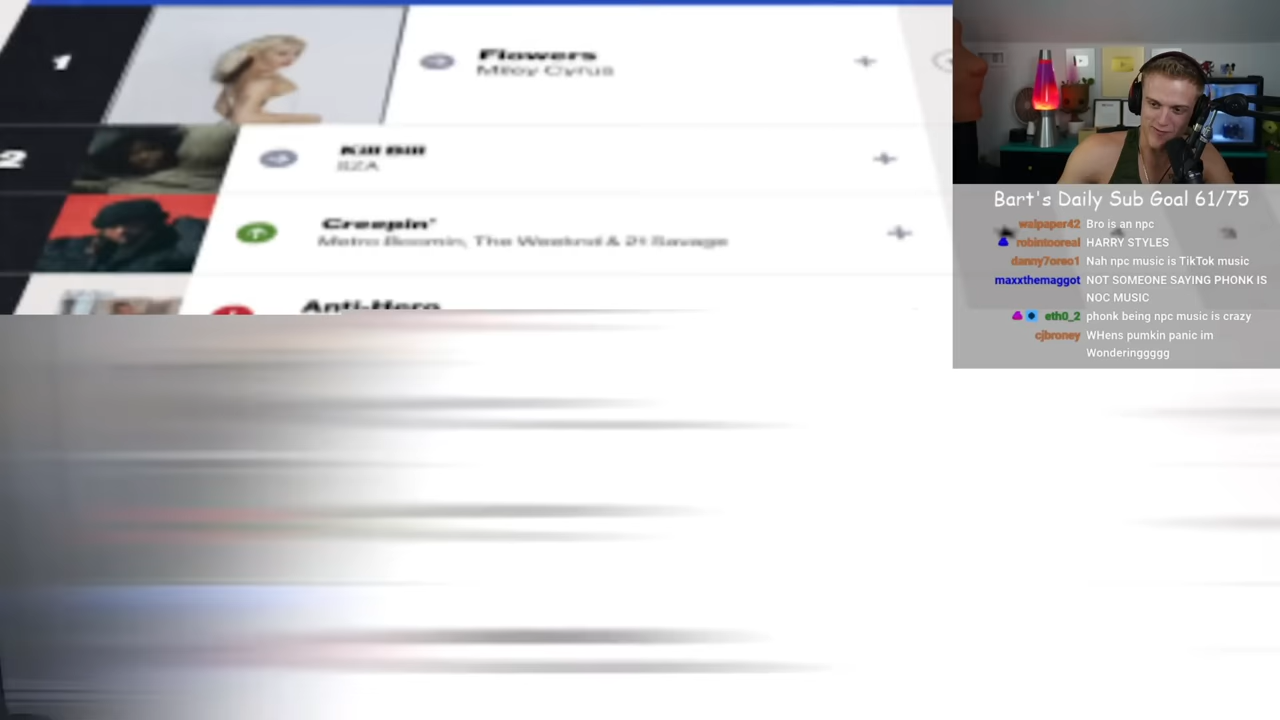 1
Flowers
Miley Cyrus
2
Kill Bill
SZA
Creepin'
Metro Boomin, The Weeknd & 21 Savage
Anti-Hero
Bart's Daily Sub Goal 61/75
walpaper42 Bro is an npc
robintooreal HARRY STYLES
danny7oreo1 Nah npc music is TikTok music
maxxthemaggot NOT SOMEONE SAYING PHONK IS
NOC MUSIC
eth0_2 phonk being npc music is crazy
cjbroney WHens pumkin panic im
Wonderinggggg